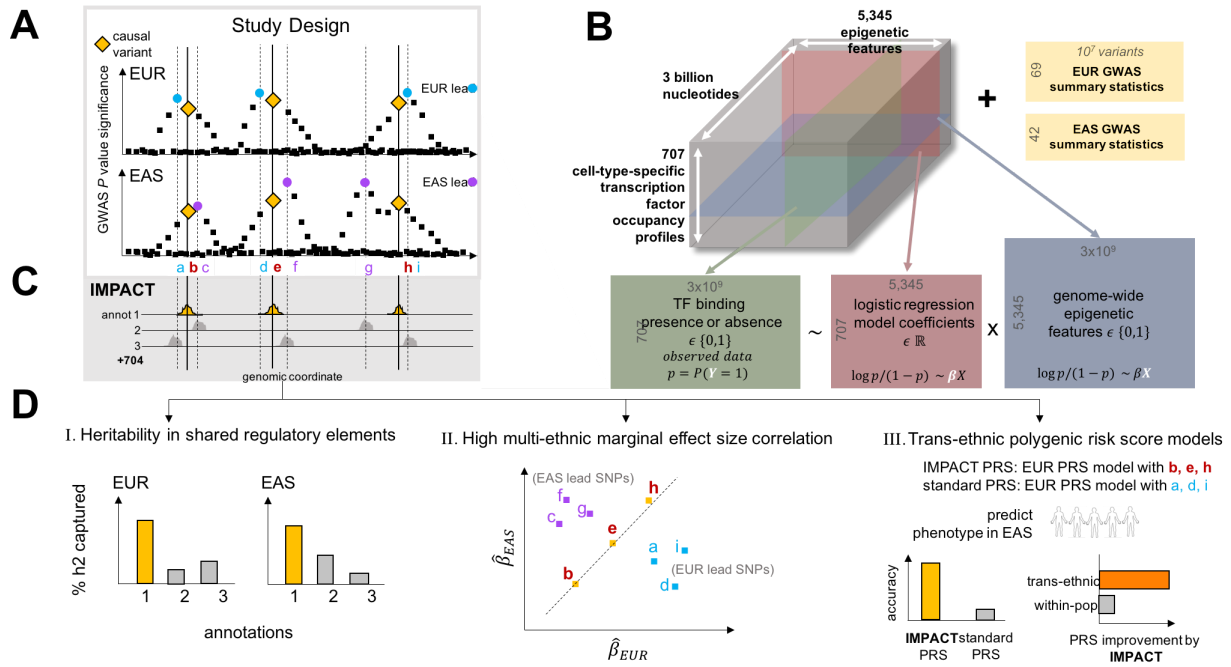 A
Study Design
causal
variant
EUR
EUR lea
EAS
EAS lea
GWAS P value significance
a b c d e f g h i
C
IMPACT
annot 1
2
3
+704
genomic coordinate
B
5,345
epigenetic
features
3 billion
nucleotides
707
cell-type-specific
transcription
factor
occupancy
profiles
+
69
10⁷ variants
EUR GWAS
summary statistics
42
EAS GWAS
summary statistics
3x10⁹
707
TF binding
presence or absence
ϵ {0,1}
observed data
p = P(Y = 1)
~
5,345
707
logistic regression
model coefficients
ϵ ℝ
log p/(1 − p) ~ βX
x
3x10⁹
5,345
genome-wide
epigenetic
features ϵ {0,1}
log p/(1 − p) ~ βX
D
I. Heritability in shared regulatory elements
EUR
EAS
% h2 captured
1 2 3
1 2 3
annotations
II. High multi-ethnic marginal effect size correlation
(EAS lead SNPs)
f
g
c
h
e
b
a
i
d
(EUR lead SNPs)
β̂EAS
β̂EUR
III. Trans-ethnic polygenic risk score models
IMPACT PRS: EUR PRS model with b, e, h
standard PRS: EUR PRS model with a, d, i
predict
phenotype in EAS
accuracy
IMPACT
PRS
standard
PRS
trans-ethnic
within-pop
PRS improvement by
IMPACT